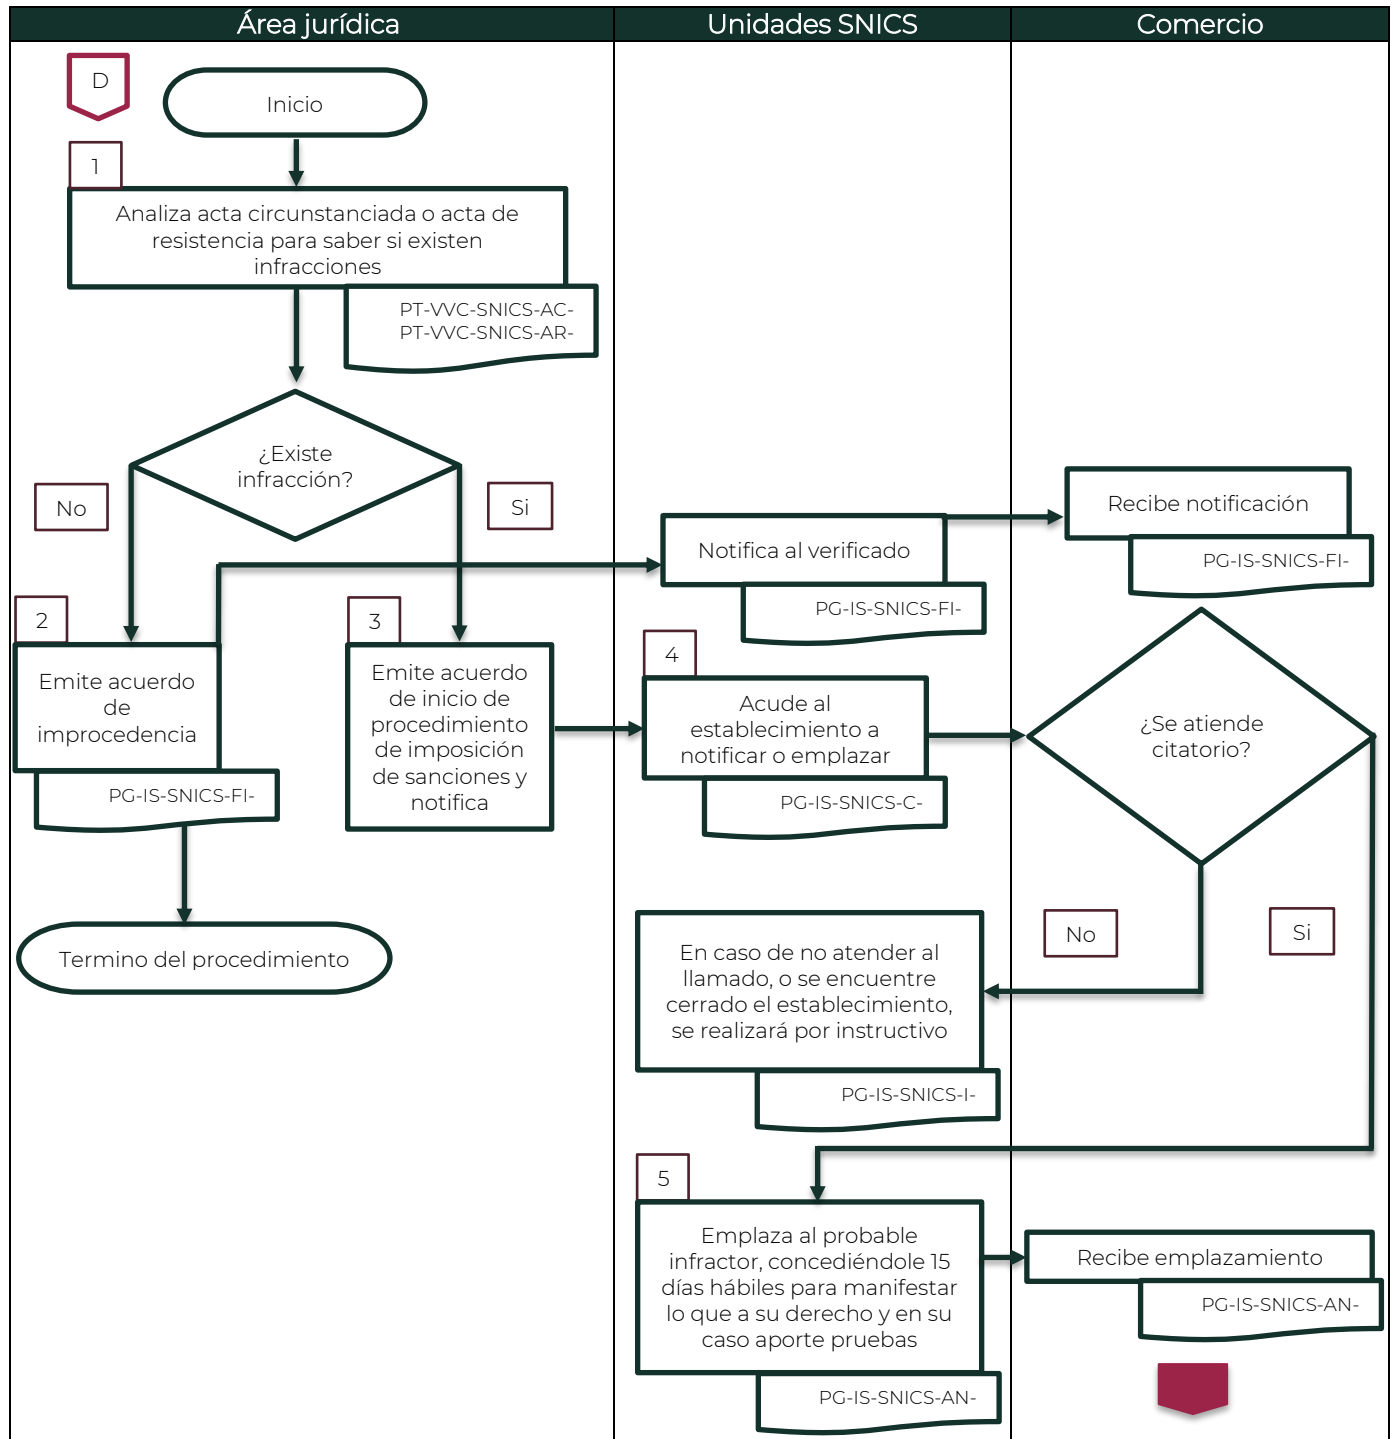 Área jurídica
Unidades SNICS
Comercio
D
Inicio
1
Analiza acta circunstanciada o acta de
resistencia para saber si existen
infracciones
PT-VVC-SNICS-AC-
PT-VVC-SNICS-AR-
¿Existe
infracción?
No
Si
Notifica al verificado
PG-IS-SNICS-FI-
Recibe notificación
PG-IS-SNICS-FI-
2
Emite acuerdo
de
improcedencia
PG-IS-SNICS-FI-
Termino del procedimiento
3
Emite acuerdo
de inicio de
procedimiento
de imposición
de sanciones y
notifica
4
Acude al
establecimiento a
notificar o emplazar
PG-IS-SNICS-C-
¿Se atiende
citatorio?
No
Si
En caso de no atender al
llamado, o se encuentre
cerrado el establecimiento,
se realizará por instructivo
PG-IS-SNICS-I-
5
Emplaza al probable
infractor, concediéndole 15
días hábiles para manifestar
lo que a su derecho y en su
caso aporte pruebas
PG-IS-SNICS-AN-
Recibe emplazamiento
PG-IS-SNICS-AN-